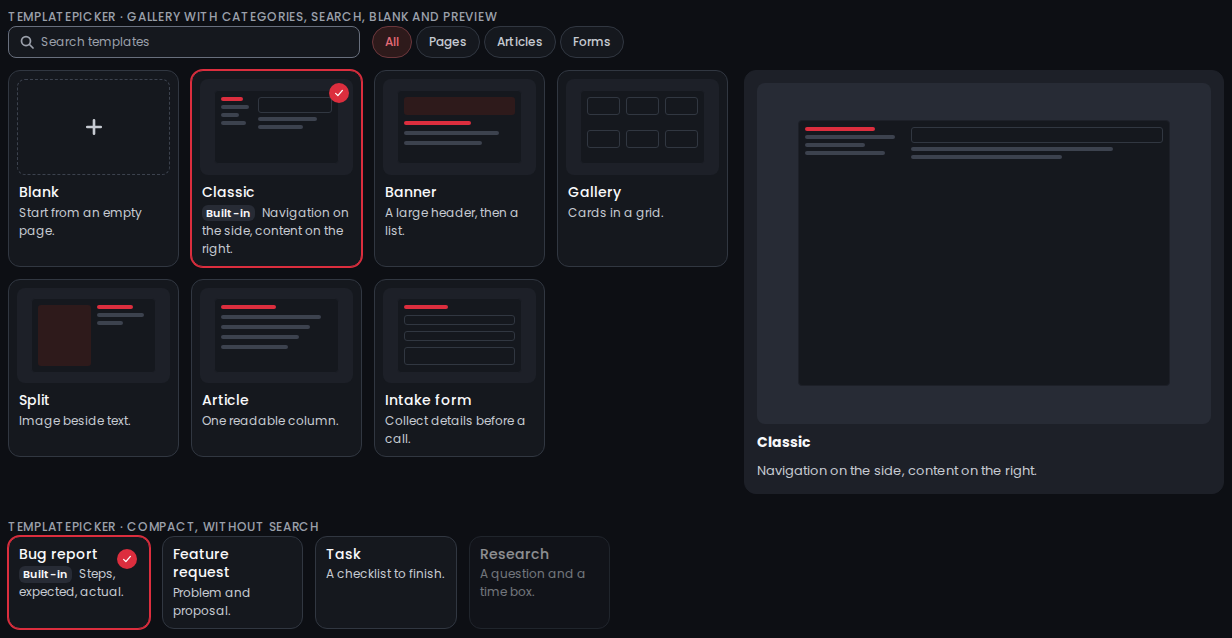 TEMPLATEPICKER · GALLERY WITH CATEGORIES, SEARCH, BLANK AND PREVIEW
Search templates
All
Pages
Articles
Forms
Blank
Start from an empty
page.
Classic
Built-in Navigation on
the side, content on the
right.
Banner
A large header, then a
list.
Gallery
Cards in a grid.
Split
Image beside text.
Article
One readable column.
Intake form
Collect details before a
call.
Classic
Navigation on the side, content on the right.
TEMPLATEPICKER · COMPACT, WITHOUT SEARCH
Bug report
Built-in Steps,
expected, actual.
Feature
request
Problem and
proposal.
Task
A checklist to finish.
Research
A question and a
time box.